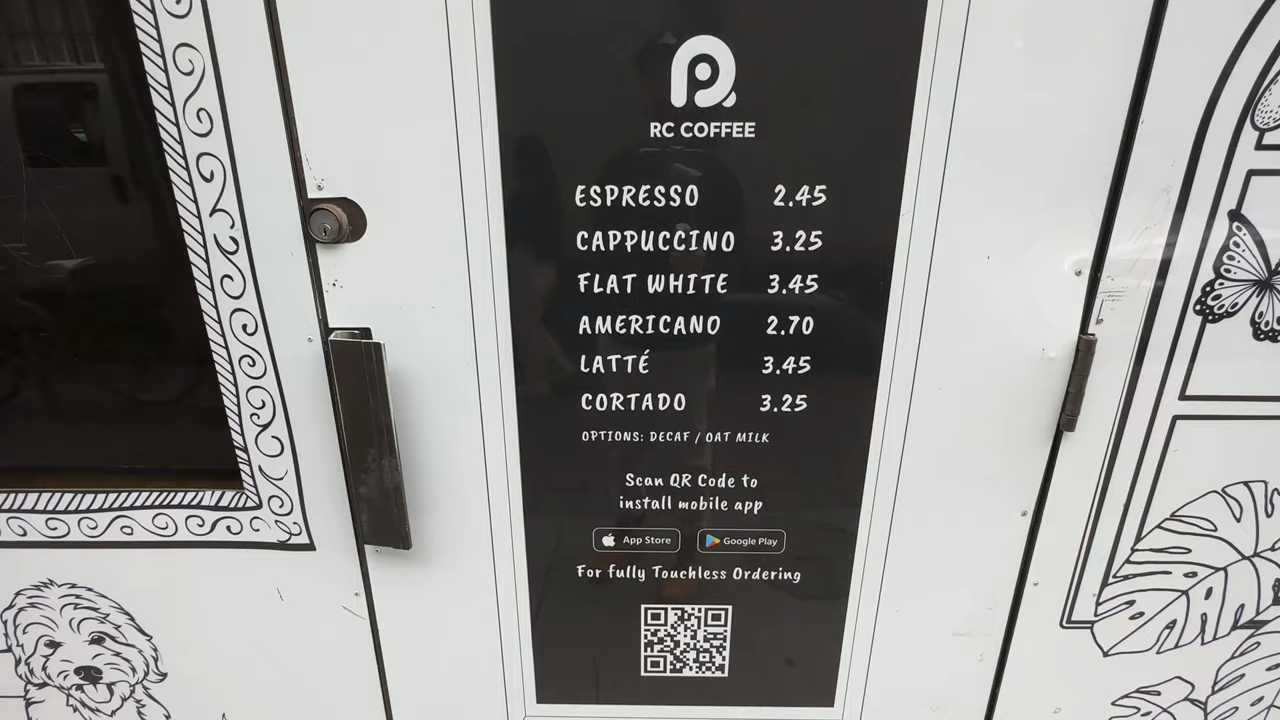 RC COFFEE
ESPRESSO 2.45
CAPPUCCINO 3.25
FLAT WHITE 3.45
AMERICANO 2.70
LATTÉ 3.45
CORTADO 3.25
OPTIONS: DECAF / OAT MILK
Scan QR Code to
install mobile app
App Store Google Play
For fully Touchless Ordering